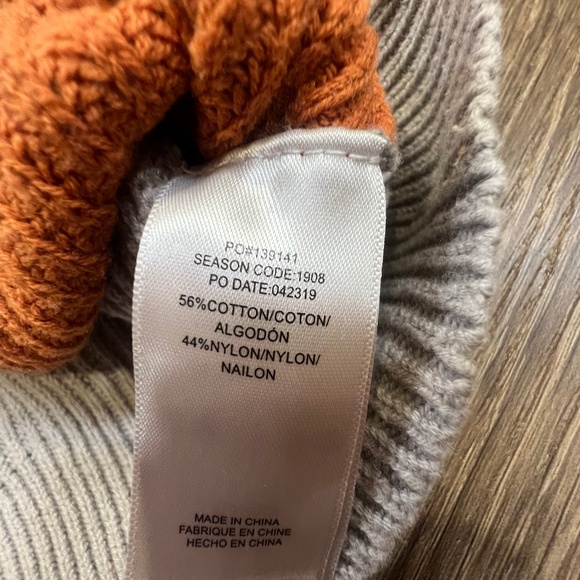 PO#139141
SEASON CODE:1908
PO DATE:042319
56%COTTON/COTON/
ALGODÓN
44%NYLON/NYLON/
NAILON
MADE IN CHINA
FABRIQUE EN CHINE
HECHO EN CHINA